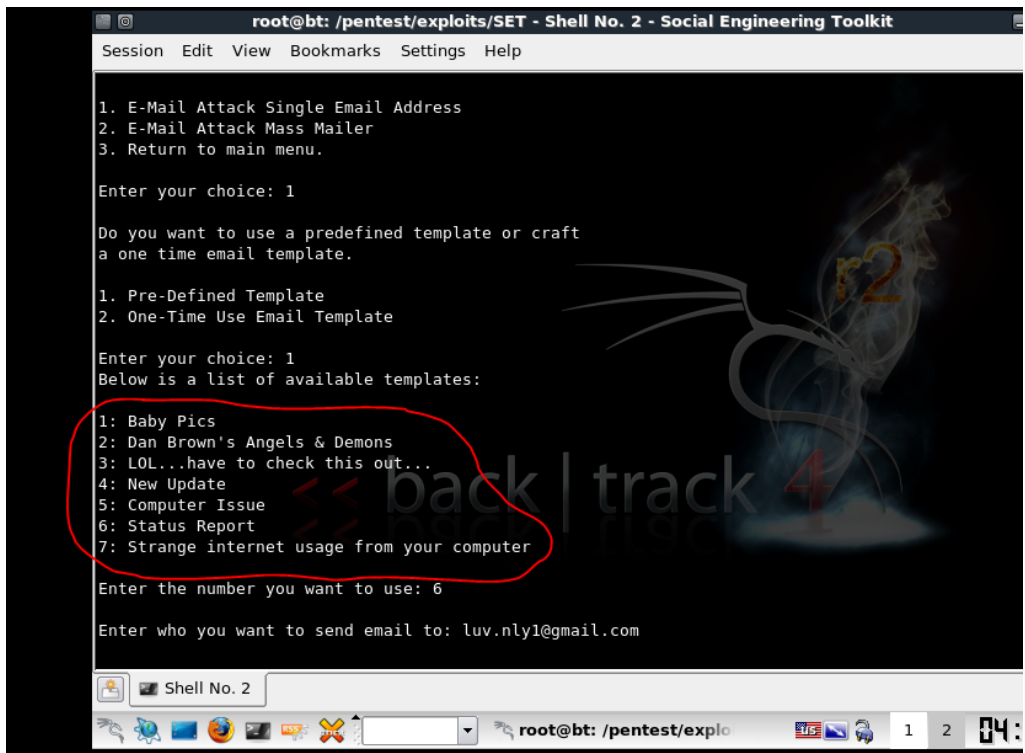 root@bt: /pentest/exploits/SET - Shell No. 2 - Social Engineering Toolkit
Session Edit View Bookmarks Settings Help
1. E-Mail Attack Single Email Address
2. E-Mail Attack Mass Mailer
3. Return to main menu.
Enter your choice: 1
Do you want to use a predefined template or craft
a one time email template.
1. Pre-Defined Template
2. One-Time Use Email Template
Enter your choice: 1
Below is a list of available templates:
1: Baby Pics
2: Dan Brown's Angels & Demons
3: LOL...have to check this out...
4: New Update
5: Computer Issue
6: Status Report
7: Strange internet usage from your computer
Enter the number you want to use: 6
Enter who you want to send email to: luv.nly1@gmail.com
r2
<< back | track 4
Shell No. 2
root@bt: /pentest/explo
US
1 2
04: